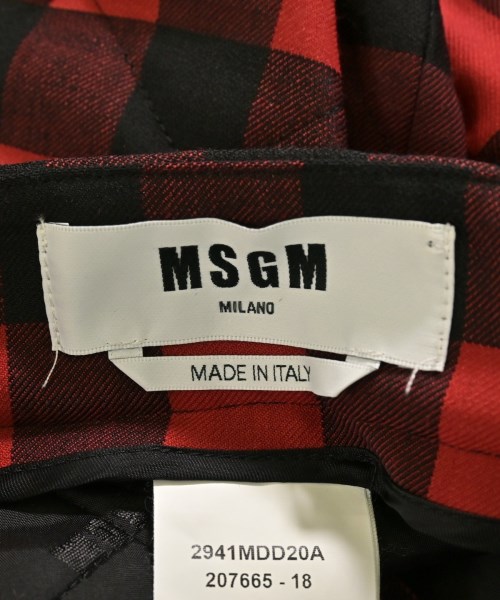 MSGM
MILANO
MADE IN ITALY
2941MDD20A
207665 - 18